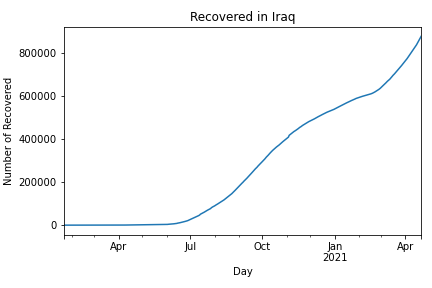 Recovered in Iraq
Number of Recovered
800000
600000
400000
200000
0
Apr Jul Oct Jan Apr
2021
Day